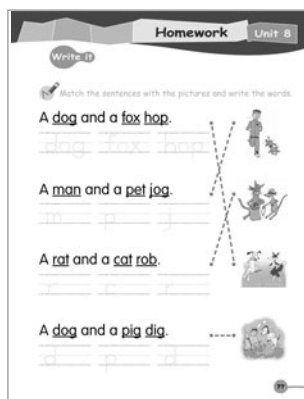 Homework Unit 8
Write it
Match the sentences with the pictures and write the words.
A dog and a fox hop.
dog fox hop
A man and a pet jog.
m p j
A rat and a cat rob.
r c r
A dog and a pig dig.
d p d
77